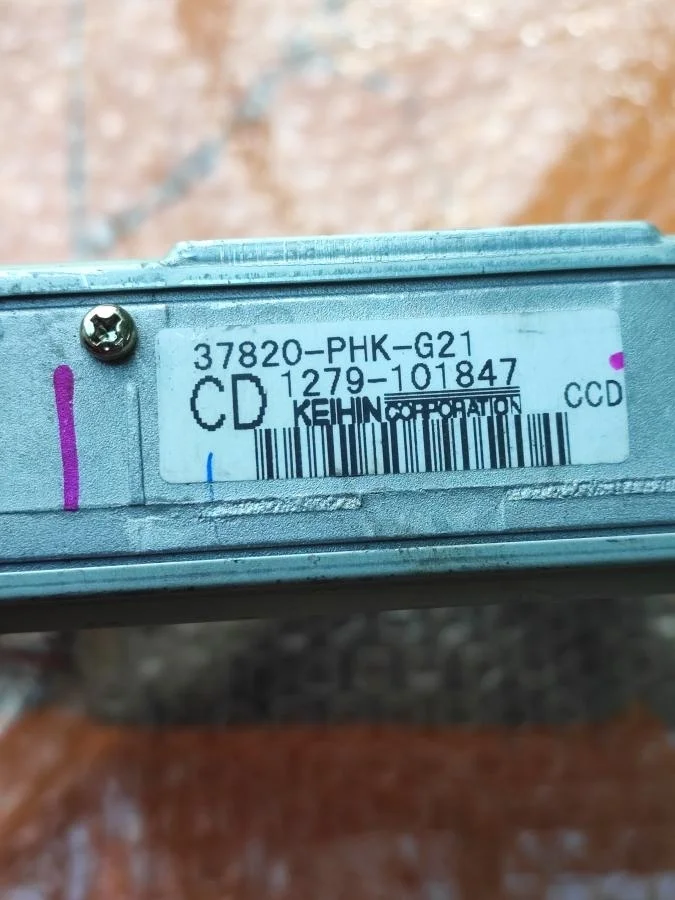 37820-PHK-G21
CD 1279-101847
KEIHIN CORPORATION
CCD